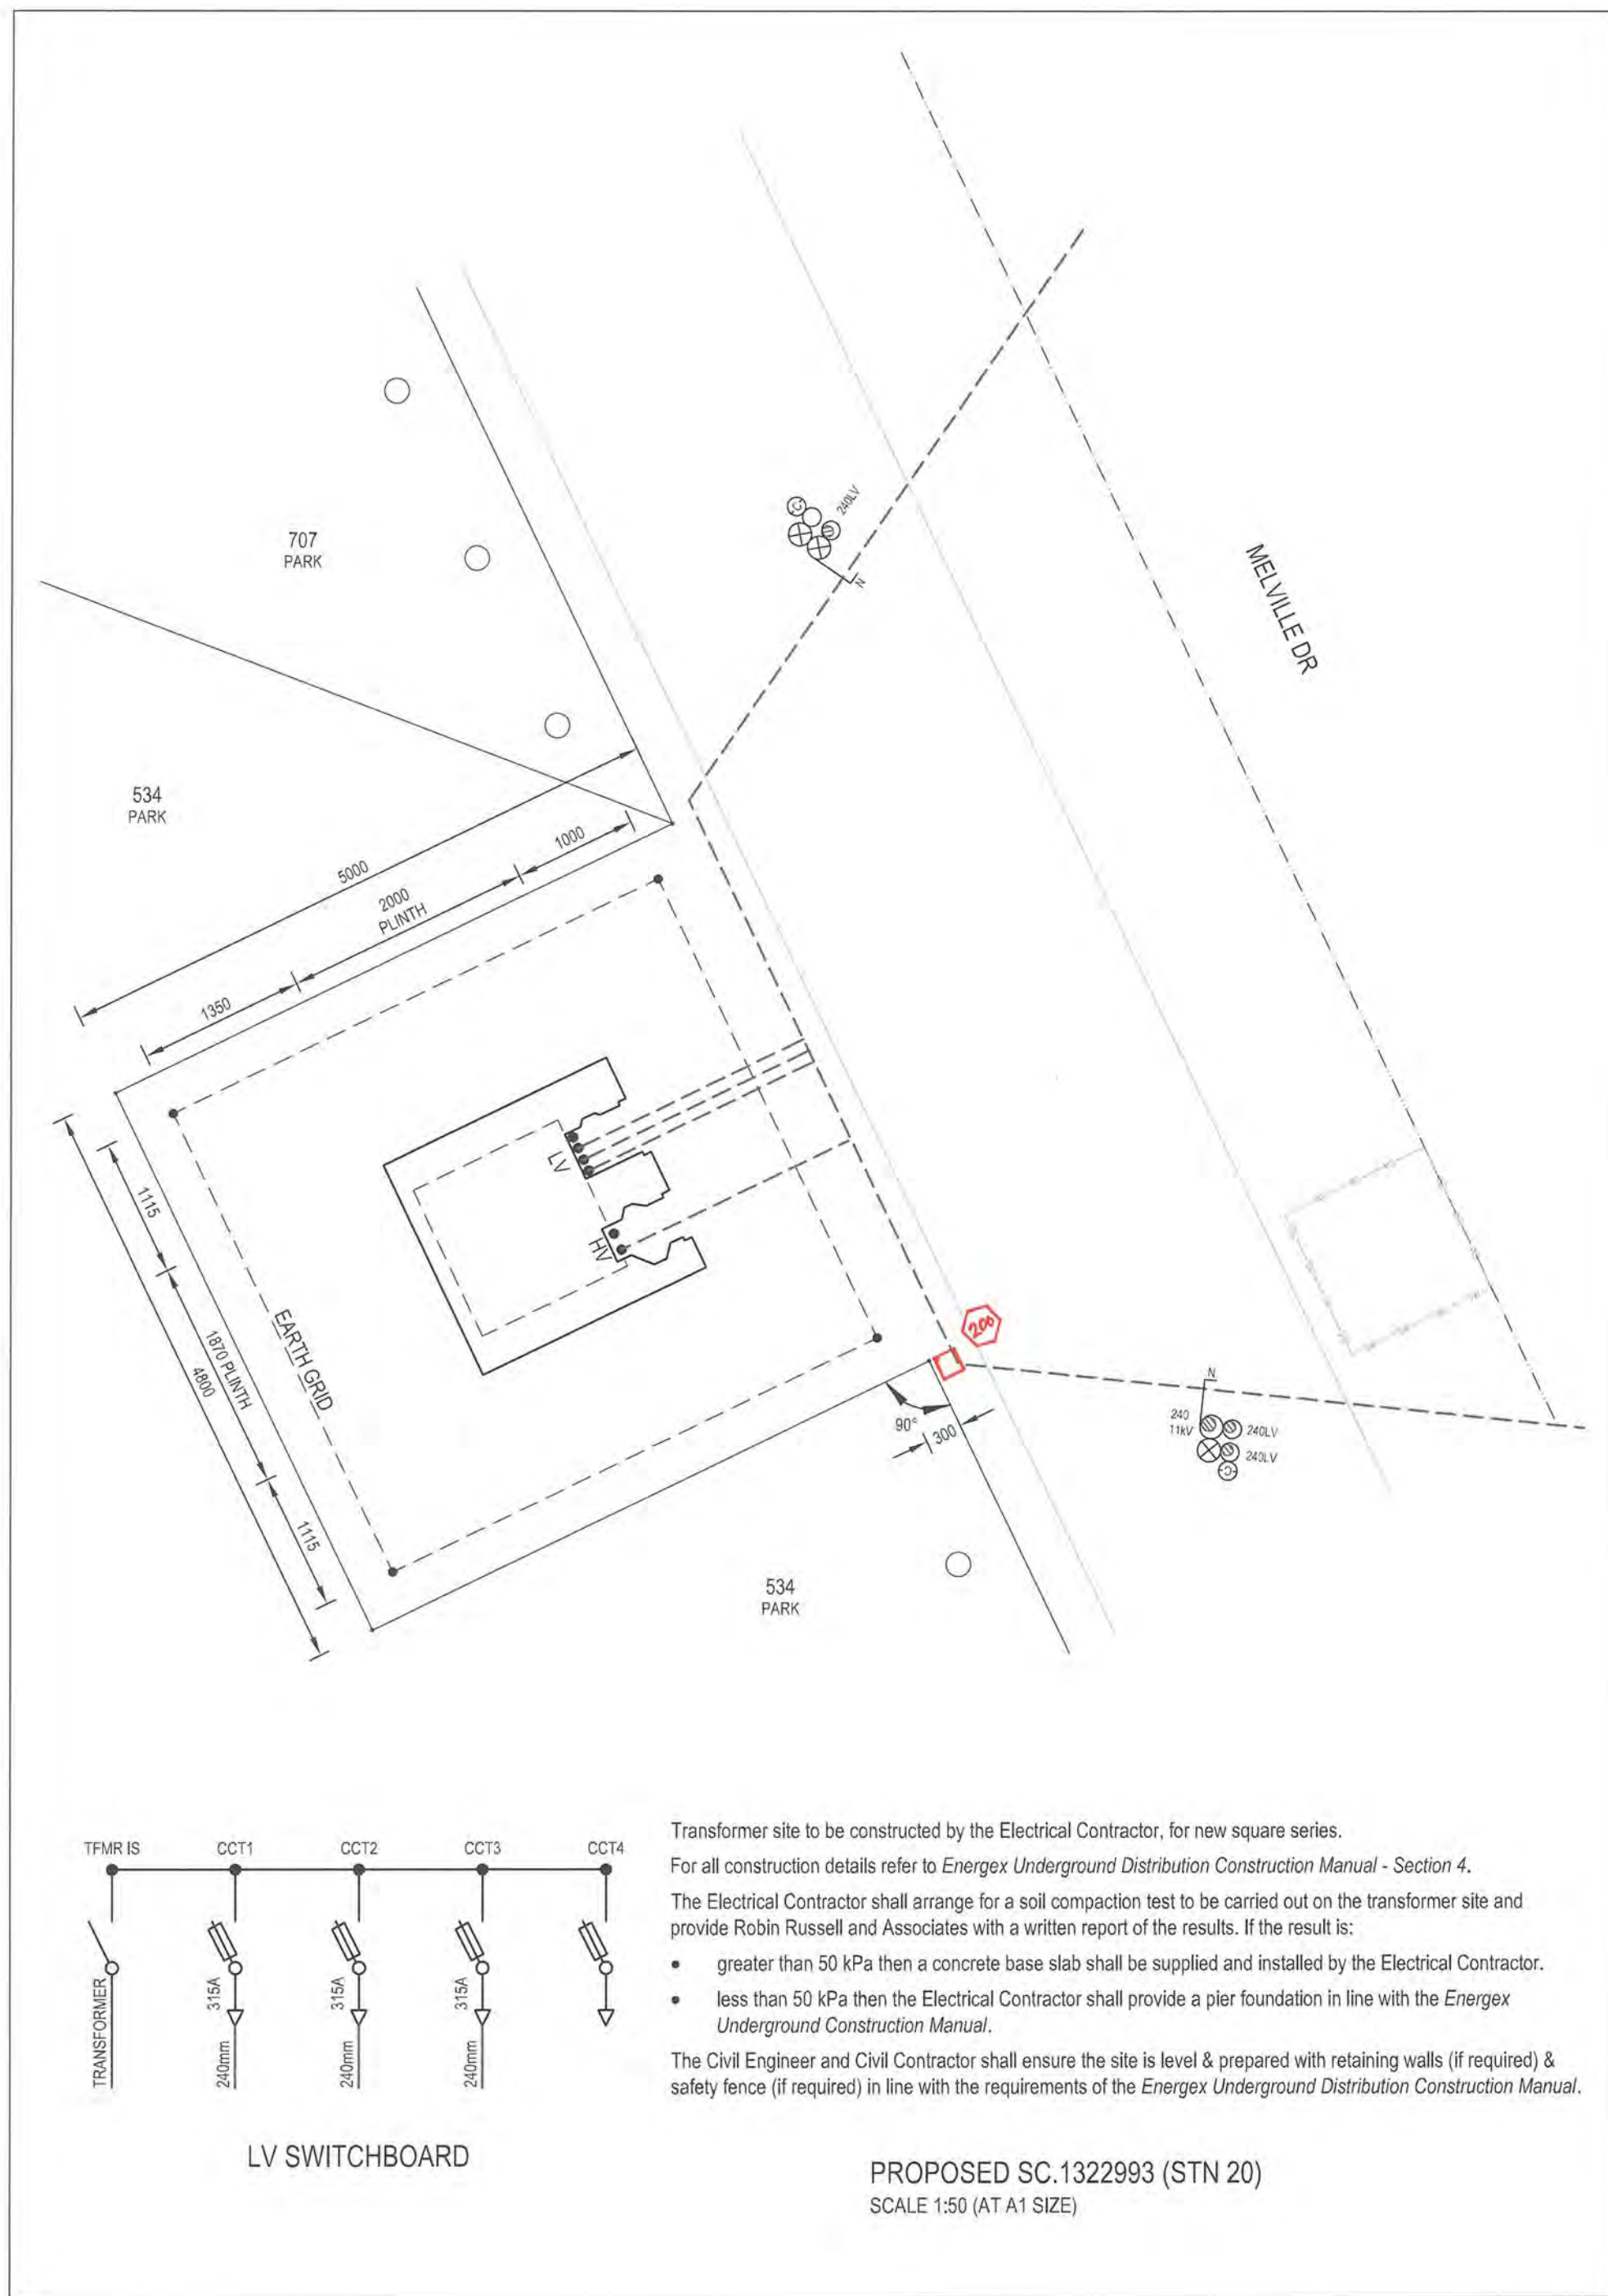 MELVILLE DR
240LV
C
N
707
PARK
534
PARK
5000
1000
2000
PLINTH
1350
LV
HV
1115
1870 PLINTH
4800
1115
EARTH GRID
200
90°
300
N
240
11kV
240LV
240LV
C
534
PARK
TFMR IS
CCT1
CCT2
CCT3
CCT4
TRANSFORMER
315A
240mm
315A
240mm
315A
240mm
LV SWITCHBOARD
Transformer site to be constructed by the Electrical Contractor, for new square series.
For all construction details refer to Energex Underground Distribution Construction Manual - Section 4.
The Electrical Contractor shall arrange for a soil compaction test to be carried out on the transformer site and
provide Robin Russell and Associates with a written report of the results. If the result is:
• greater than 50 kPa then a concrete base slab shall be supplied and installed by the Electrical Contractor.
• less than 50 kPa then the Electrical Contractor shall provide a pier foundation in line with the Energex
Underground Construction Manual.
The Civil Engineer and Civil Contractor shall ensure the site is level & prepared with retaining walls (if required) &
safety fence (if required) in line with the requirements of the Energex Underground Distribution Construction Manual.
PROPOSED SC.1322993 (STN 20)
SCALE 1:50 (AT A1 SIZE)